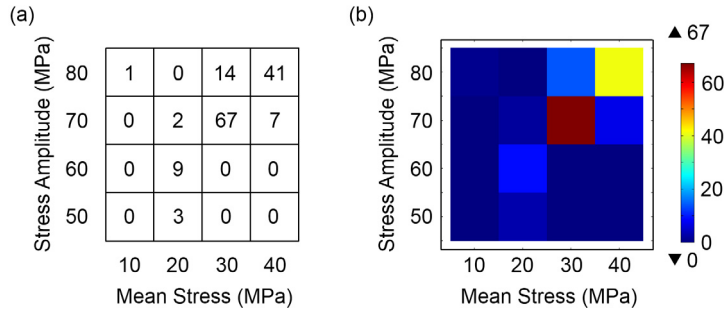 (a)
Stress Amplitude (MPa)
80 1 0 14 41
70 0 2 67 7
60 0 9 0 0
50 0 3 0 0
10 20 30 40
Mean Stress (MPa)
(b)
Stress Amplitude (MPa)
80
70
60
50
10 20 30 40
Mean Stress (MPa)
▲ 67
60
40
20
0
▼ 0